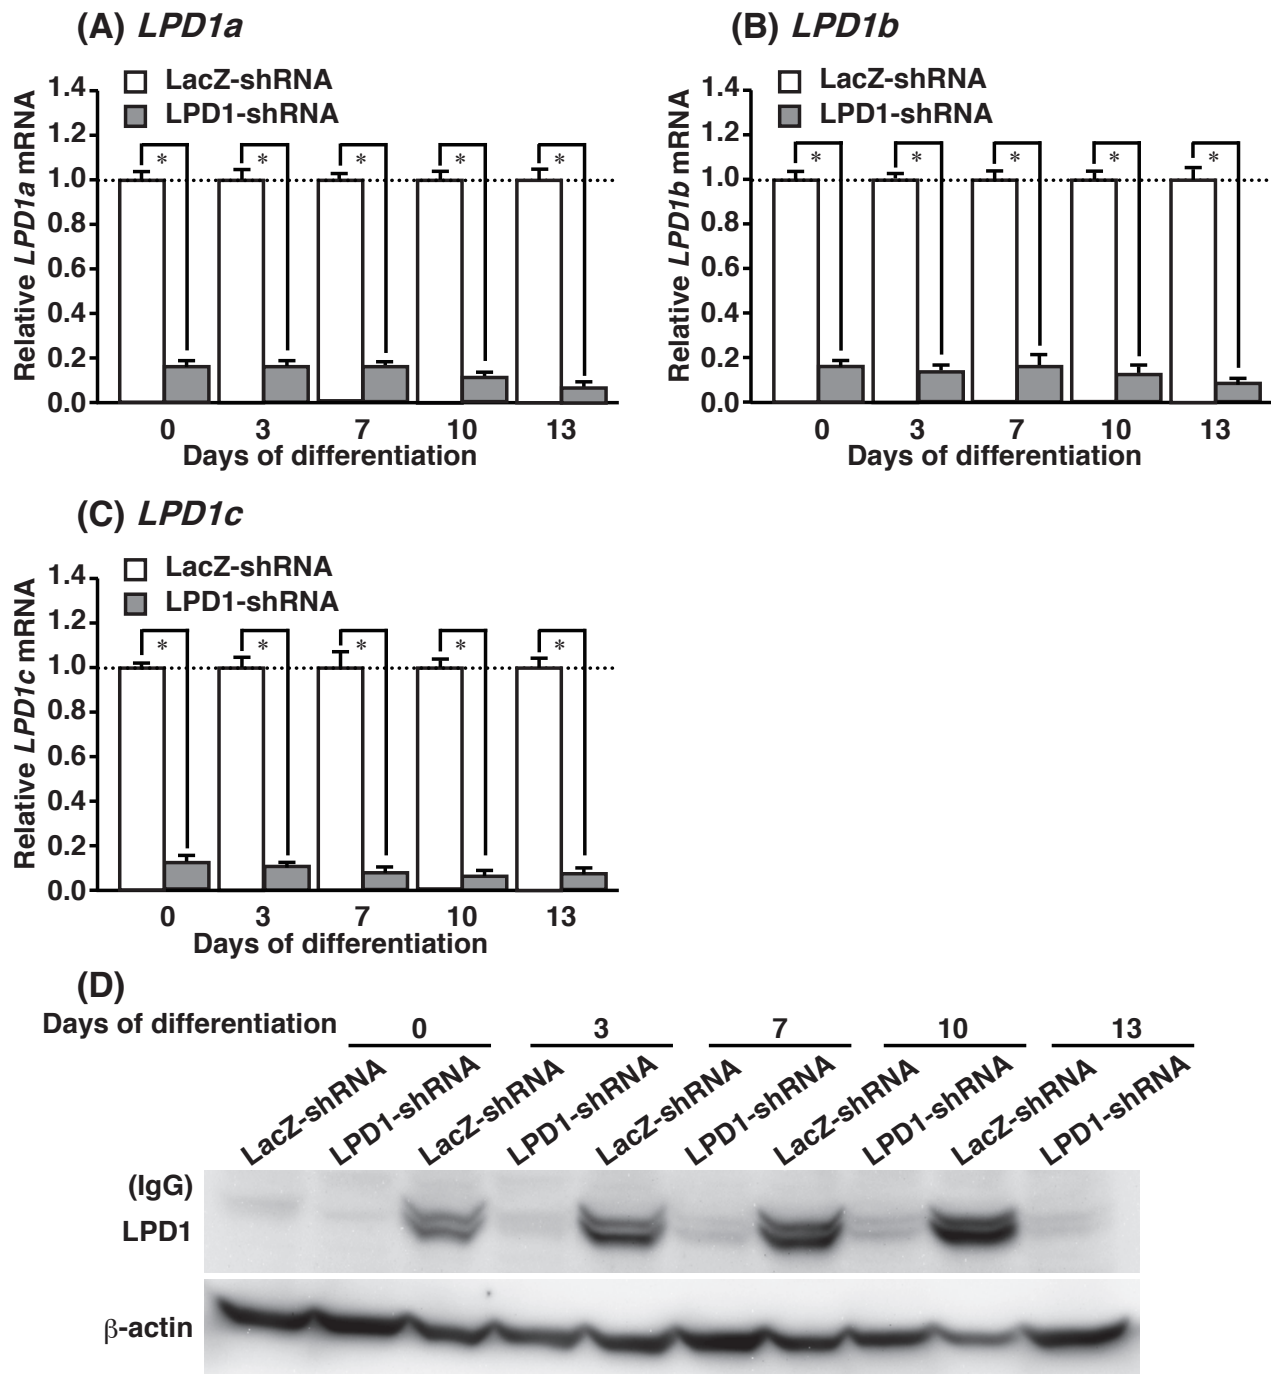 (A) LPD1a
LacZ-shRNA
LPD1-shRNA
Relative LPD1a mRNA
1.4
1.2
1.0
0.8
0.6
0.4
0.2
0.0
* * * * *
0 3 7 10 13
Days of differentiation
(B) LPD1b
LacZ-shRNA
LPD1-shRNA
Relative LPD1b mRNA
1.4
1.2
1.0
0.8
0.6
0.4
0.2
0.0
* * * * *
0 3 7 10 13
Days of differentiation
(C) LPD1c
LacZ-shRNA
LPD1-shRNA
Relative LPD1c mRNA
1.4
1.2
1.0
0.8
0.6
0.4
0.2
0.0
* * * * *
0 3 7 10 13
Days of differentiation
(D)
Days of differentiation 0 3 7 10 13
LacZ-shRNA LPD1-shRNA LacZ-shRNA LPD1-shRNA LacZ-shRNA LPD1-shRNA LacZ-shRNA LPD1-shRNA LacZ-shRNA LPD1-shRNA
(IgG)
LPD1
β-actin